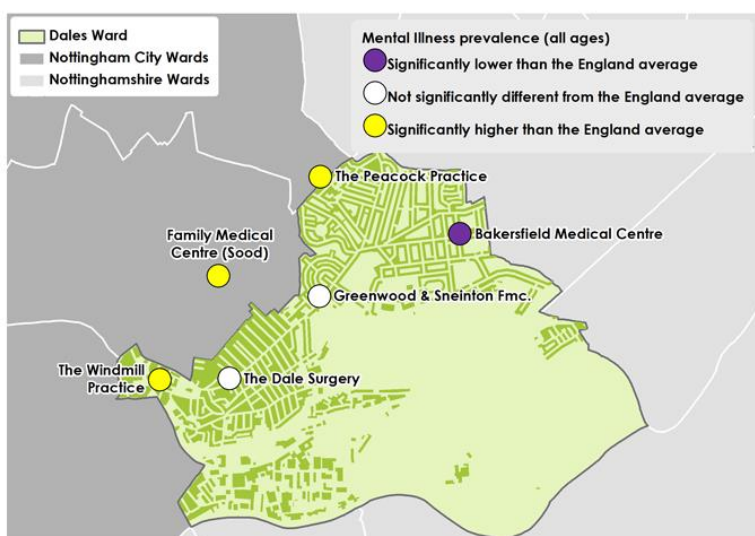 Dales Ward
Nottingham City Wards
Nottinghamshire Wards
Mental Illness prevalence (all ages)
Significantly lower than the England average
Not significantly different from the England average
Significantly higher than the England average
The Peacock Practice
Family Medical
Centre (Sood)
Bakersfield Medical Centre
Greenwood & Sneinton Fmc.
The Windmill
Practice
The Dale Surgery